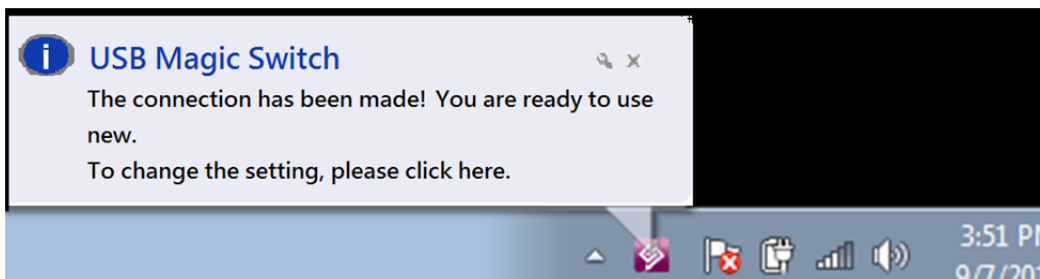 USB Magic Switch
The connection has been made! You are ready to use
new.
To change the setting, please click here.
3:51 PM